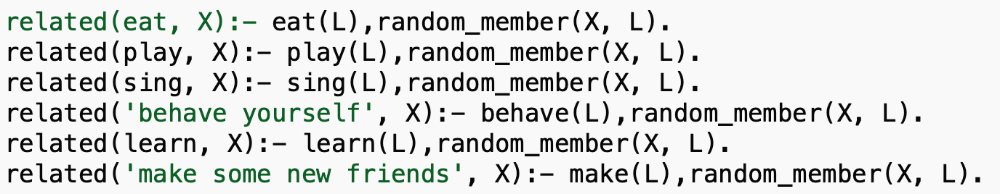 related(eat, X):- eat(L),random_member(X, L).
related(play, X):- play(L),random_member(X, L).
related(sing, X):- sing(L),random_member(X, L).
related('behave yourself', X):- behave(L),random_member(X, L).
related(learn, X):- learn(L),random_member(X, L).
related('make some new friends', X):- make(L),random_member(X, L).